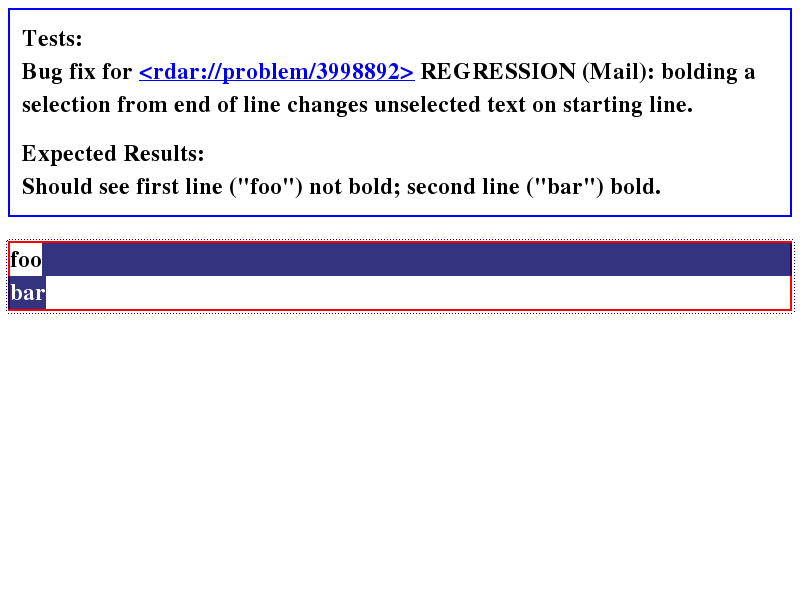 Tests:
Bug fix for <rdar://problem/3998892> REGRESSION (Mail): bolding a
selection from end of line changes unselected text on starting line.
Expected Results:
Should see first line ("foo") not bold; second line ("bar") bold.
foo
bar